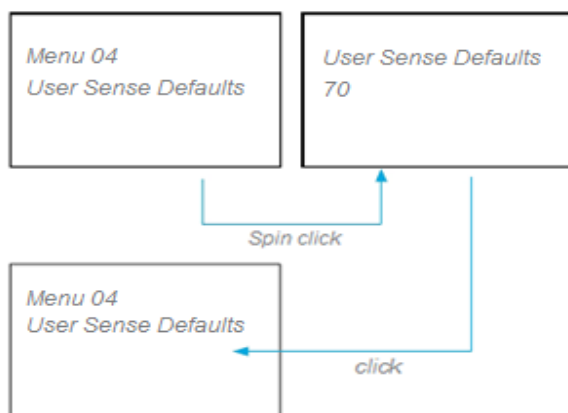 Menu 04
User Sense Defaults
User Sense Defaults
70
Spin click
Menu 04
User Sense Defaults
click